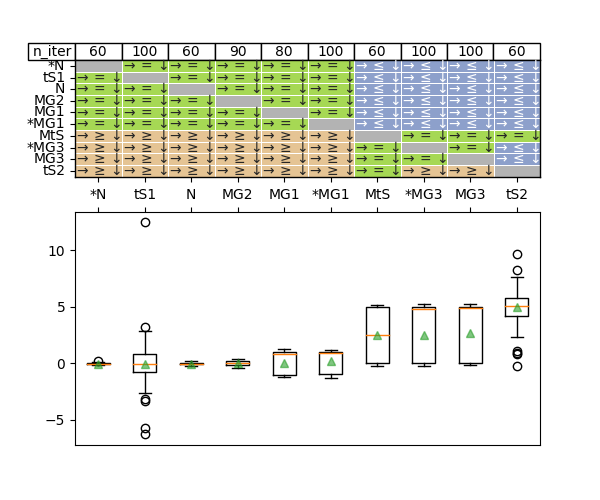 n_iter 60 100 60 90 80 100 60 100 100 60
*N → = ↓ → = ↓ → = ↓ → = ↓ → = ↓ → ≤ ↓ → ≤ ↓ → ≤ ↓ → ≤ ↓
tS1 → = ↓ → = ↓ → = ↓ → = ↓ → = ↓ → ≤ ↓ → ≤ ↓ → ≤ ↓ → ≤ ↓
N → = ↓ → = ↓ → = ↓ → = ↓ → = ↓ → ≤ ↓ → ≤ ↓ → ≤ ↓ → ≤ ↓
MG2 → = ↓ → = ↓ → = ↓ → = ↓ → = ↓ → ≤ ↓ → ≤ ↓ → ≤ ↓ → ≤ ↓
MG1 → = ↓ → = ↓ → = ↓ → = ↓ → = ↓ → ≤ ↓ → ≤ ↓ → ≤ ↓ → ≤ ↓
*MG1 → = ↓ → = ↓ → = ↓ → = ↓ → = ↓ → ≤ ↓ → ≤ ↓ → ≤ ↓ → ≤ ↓
MtS → ≥ ↓ → ≥ ↓ → ≥ ↓ → ≥ ↓ → ≥ ↓ → ≥ ↓ → = ↓ → = ↓ → = ↓
*MG3 → ≥ ↓ → ≥ ↓ → ≥ ↓ → ≥ ↓ → ≥ ↓ → ≥ ↓ → = ↓ → = ↓ → ≤ ↓
MG3 → ≥ ↓ → ≥ ↓ → ≥ ↓ → ≥ ↓ → ≥ ↓ → ≥ ↓ → = ↓ → = ↓ → ≤ ↓
tS2 → ≥ ↓ → ≥ ↓ → ≥ ↓ → ≥ ↓ → ≥ ↓ → ≥ ↓ → = ↓ → ≥ ↓ → ≥ ↓
*N tS1 N MG2 MG1 *MG1 MtS *MG3 MG3 tS2
10
5
0
−5